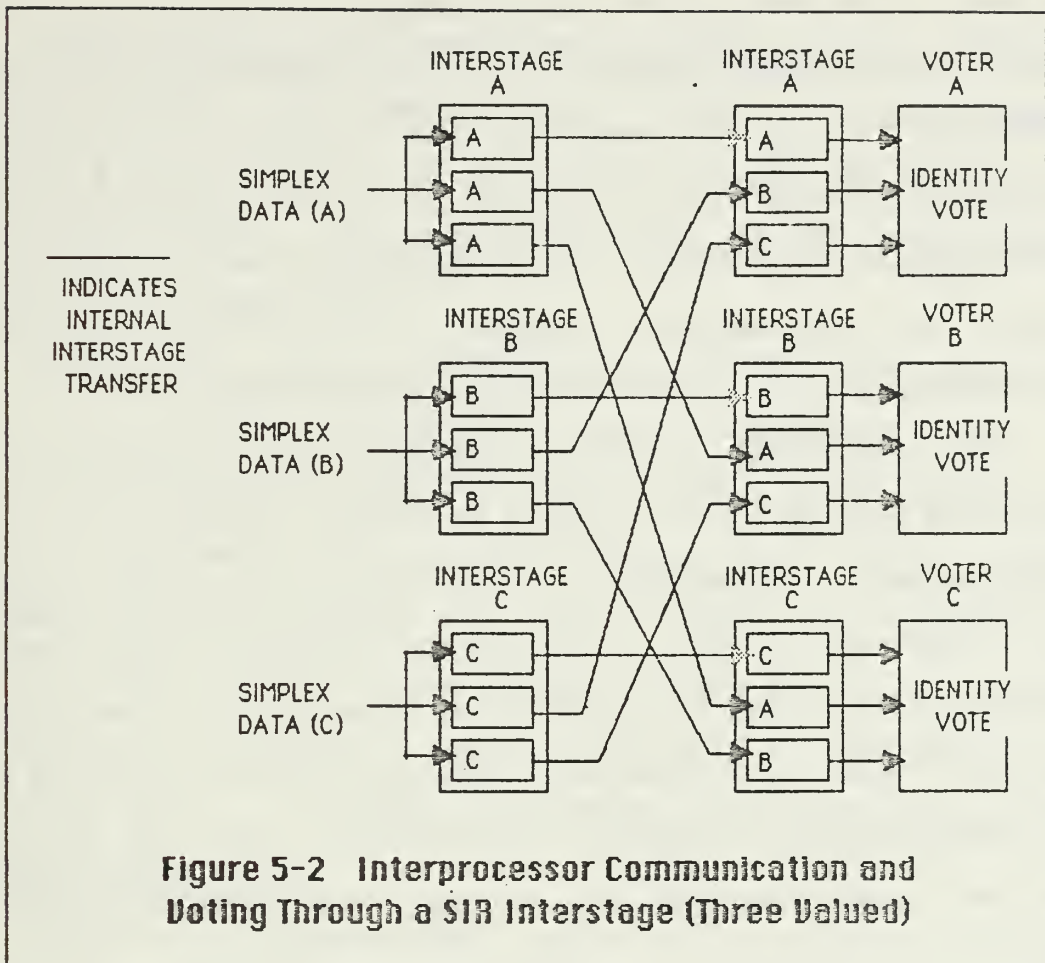 INTERSTAGE
A
INTERSTAGE
A
VOTER
A
SIMPLEX
DATA (A)
A
A
A
A
B
C
IDENTITY
VOTE
INDICATES
INTERNAL
INTERSTAGE
TRANSFER
INTERSTAGE
B
INTERSTAGE
B
VOTER
B
SIMPLEX
DATA (B)
B
B
B
B
A
C
IDENTITY
VOTE
INTERSTAGE
C
INTERSTAGE
C
VOTER
C
SIMPLEX
DATA (C)
C
C
C
C
A
B
IDENTITY
VOTE
Figure 5-2 Interprocessor Communication and
Voting Through a SIR Interstage (Three Valued)